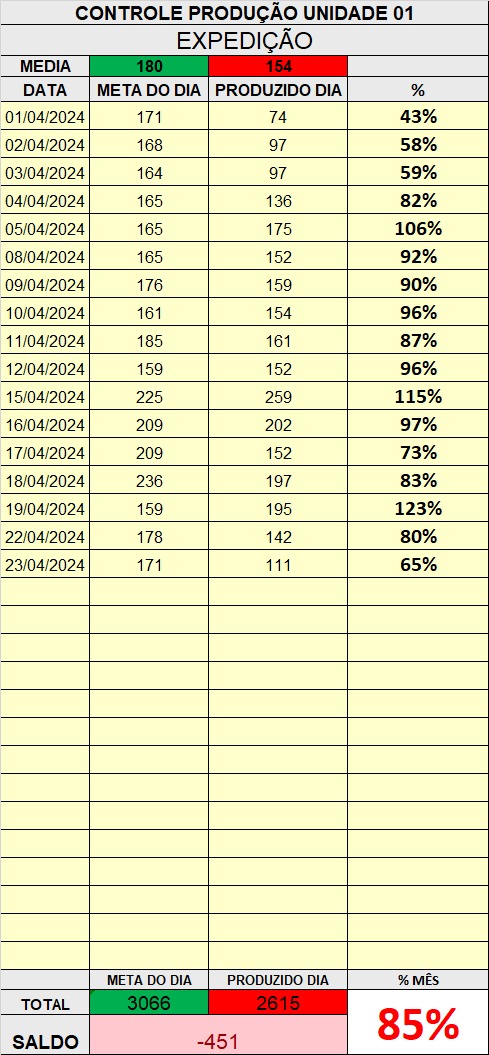 CONTROLE PRODUÇÃO UNIDADE 01
EXPEDIÇÃO
MEDIA 180 154
DATA META DO DIA PRODUZIDO DIA %
01/04/2024 171 74 43%
02/04/2024 168 97 58%
03/04/2024 164 97 59%
04/04/2024 165 136 82%
05/04/2024 165 175 106%
08/04/2024 165 152 92%
09/04/2024 176 159 90%
10/04/2024 161 154 96%
11/04/2024 185 161 87%
12/04/2024 159 152 96%
15/04/2024 225 259 115%
16/04/2024 209 202 97%
17/04/2024 209 152 73%
18/04/2024 236 197 83%
19/04/2024 159 195 123%
22/04/2024 178 142 80%
23/04/2024 171 111 65%
META DO DIA PRODUZIDO DIA % MÊs
TOTAL 3066 2615 85%
SALDO -451